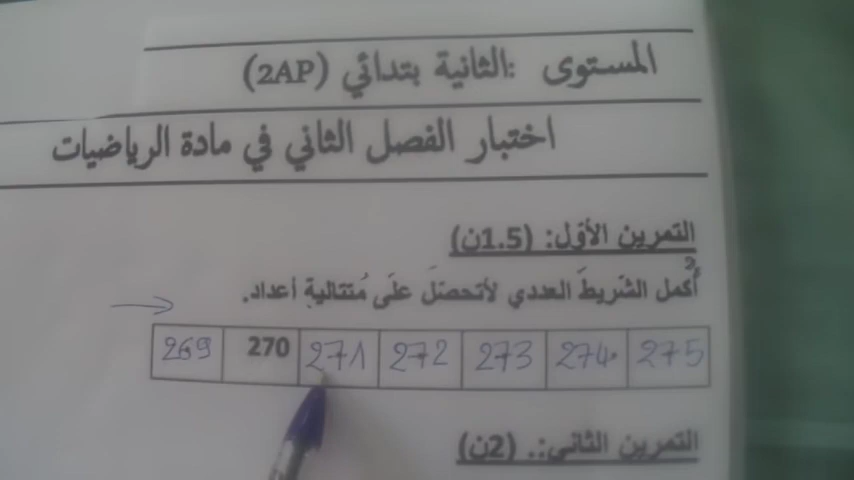 المستوى :الثانية بتدائي (2AP)
اختبار الفصل الثاني في مادة الرياضيات
التمرين الأول: (1.5ن)
أكمل الشريط العددي لأتحصل على متتالية أعداد.
269 270 271 272 273 274 275
التمرين الثاني:. (2ن)